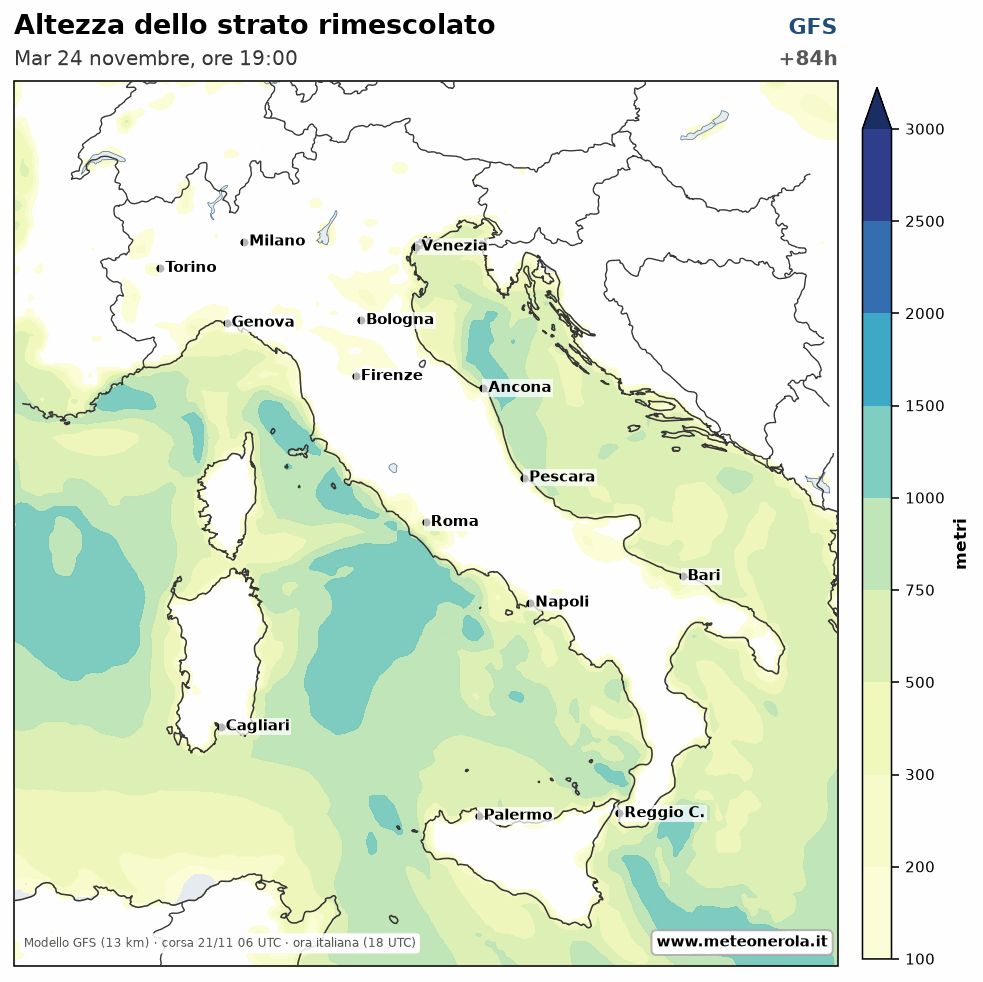 Altezza dello strato rimescolato
GFS
Mar 24 novembre, ore 19:00
+84h
Milano
Venezia
Torino
Genova
Bologna
Firenze
Ancona
Pescara
Roma
Bari
Napoli
Cagliari
Palermo
Reggio C.
3000
2500
2000
1500
1000
750
500
300
200
100
metri
Modello GFS (13 km) · corsa 21/11 06 UTC · ora italiana (18 UTC)
www.meteonerola.it